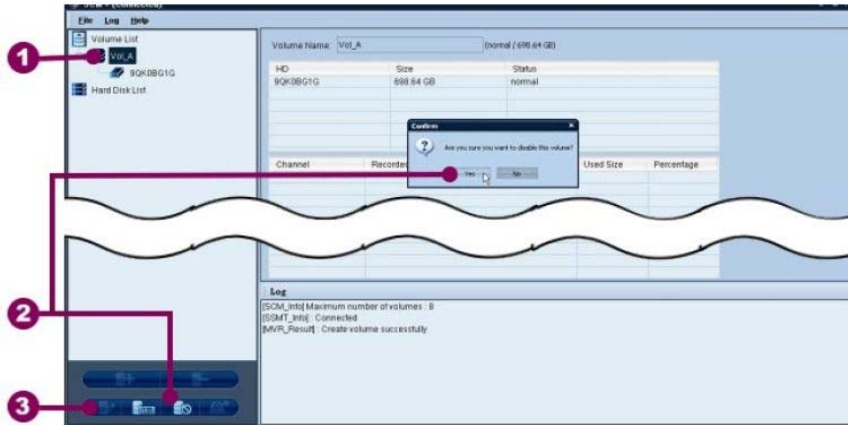 SCM - (Connected)
File Log Help
Volume List
Vol_A
9QK0BG1G
Hard Disk List
Volume Name: Vol_A (normal / 698.64 GB)
HD Size Status
9QK0BG1G 698.64 GB normal
Confirm
Are you sure you want to disable this volume?
Yes No
Channel Recorded Used Size Percentage
Log
[SCM_Info] Maximum number of volumes : 8
[SSMT_Info] : Connected
[MVR_Result] : Create volume successfully
1
2
3